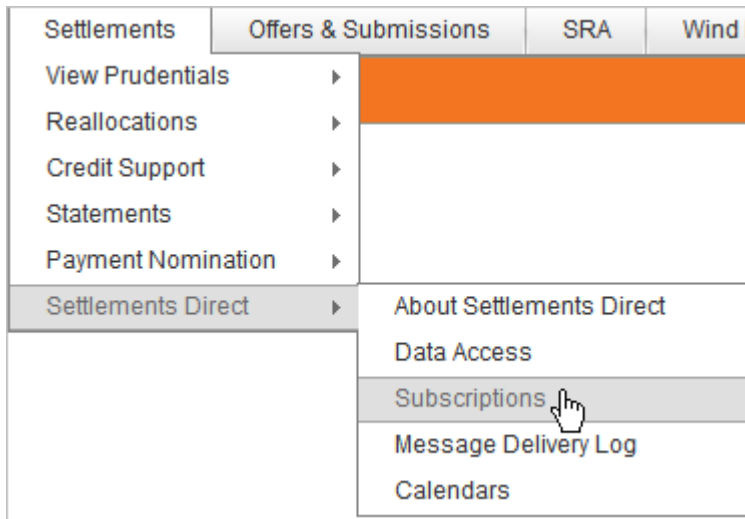 Settlements Offers & Submissions SRA Wind
View Prudentials
Reallocations
Credit Support
Statements
Payment Nomination
Settlements Direct
About Settlements Direct
Data Access
Subscriptions
Message Delivery Log
Calendars